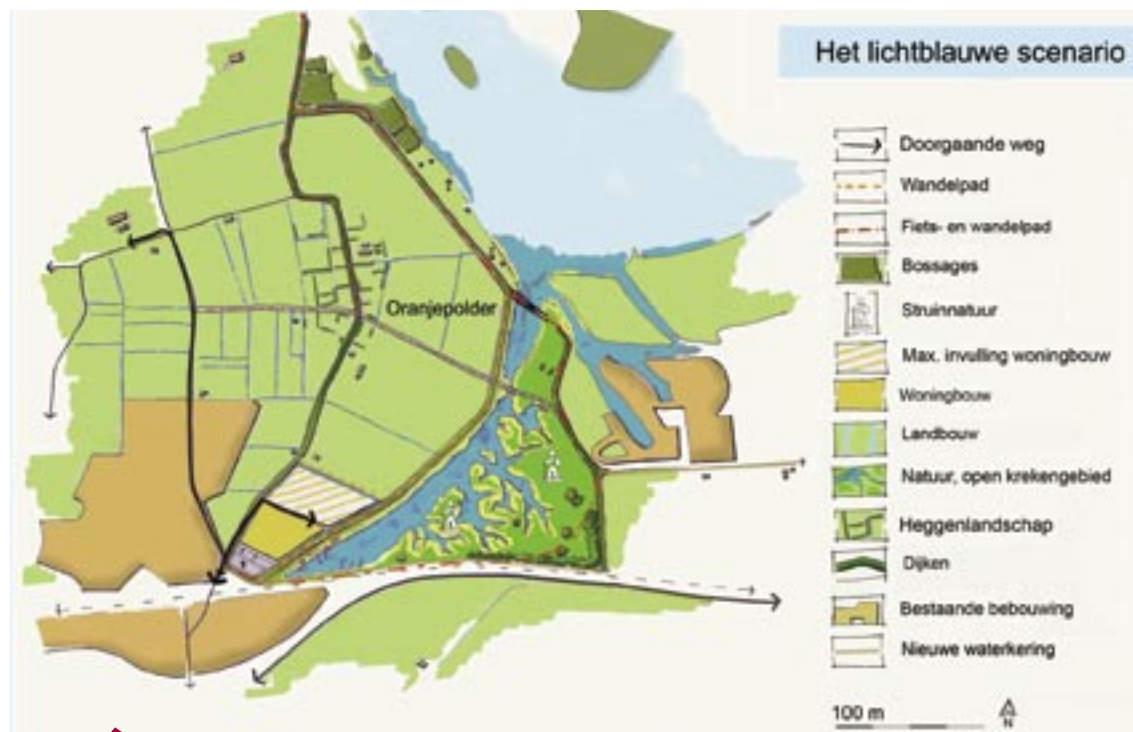 Het lichtblauwe scenario
Doorgaande weg
Wandelpad
Fiets- en wandelpad
Bossages
Struinnatuur
Max. invulling woningbouw
Woningbouw
Landbouw
Natuur, open krekengebied
Heggenlandschap
Dijken
Bestaande bebouwing
Nieuwe waterkering
100 m
N
Oranjepolder